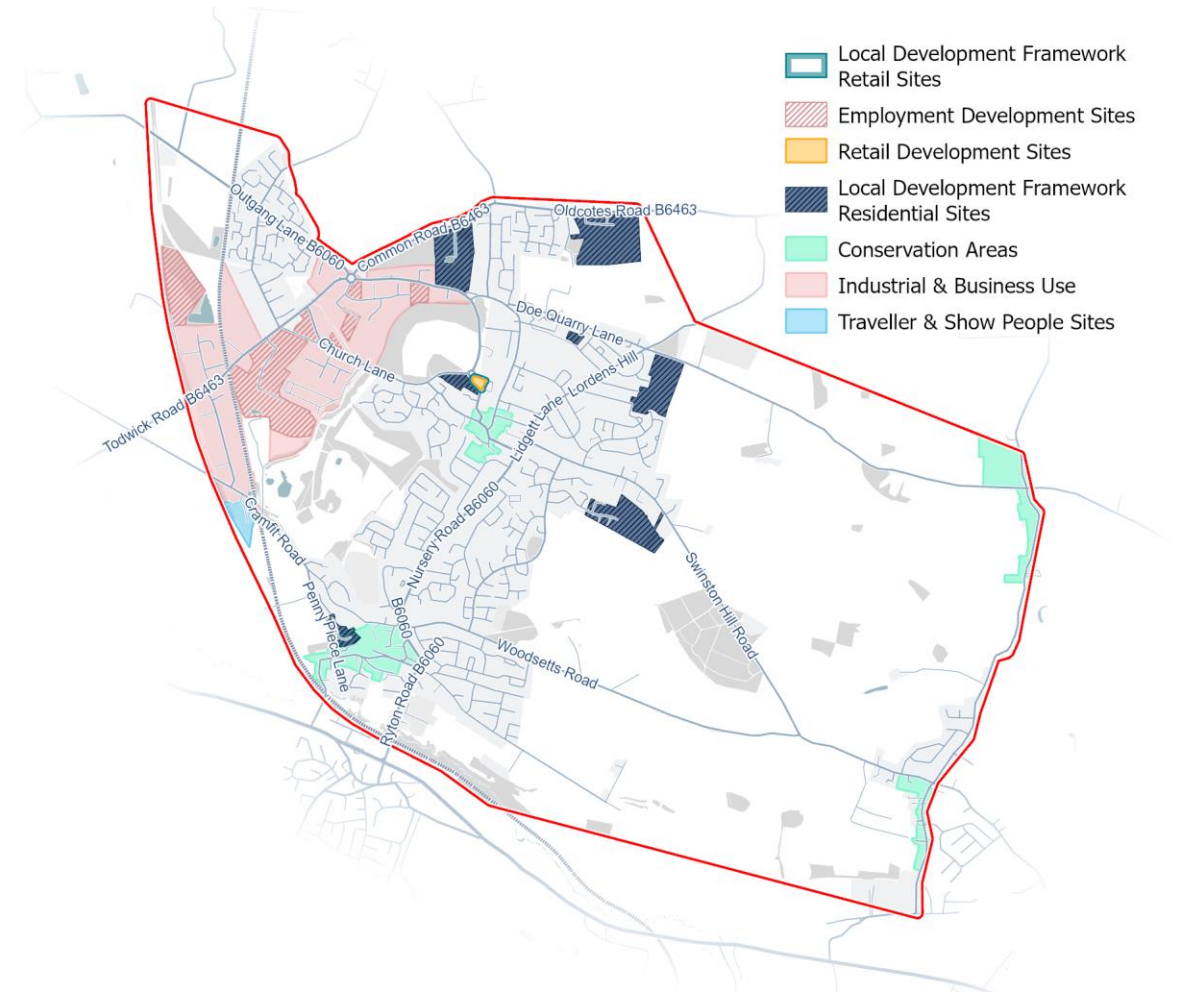 Local Development Framework
Retail Sites
Employment Development Sites
Retail Development Sites
Local Development Framework
Residential Sites
Conservation Areas
Industrial & Business Use
Traveller & Show People Sites
Outgang Lane B6060
Common Road B6463
Oldcotes Road B6463
Doe Quarry Lane
Church Lane
Lidgett Lane
Lordens Hill
Todwick Road B6463
Cramfit Road
Nursery Road B6060
Swinston Hill Road
Penny Piece Lane
B6060
Ryton Road B6060
Woodsetts Road